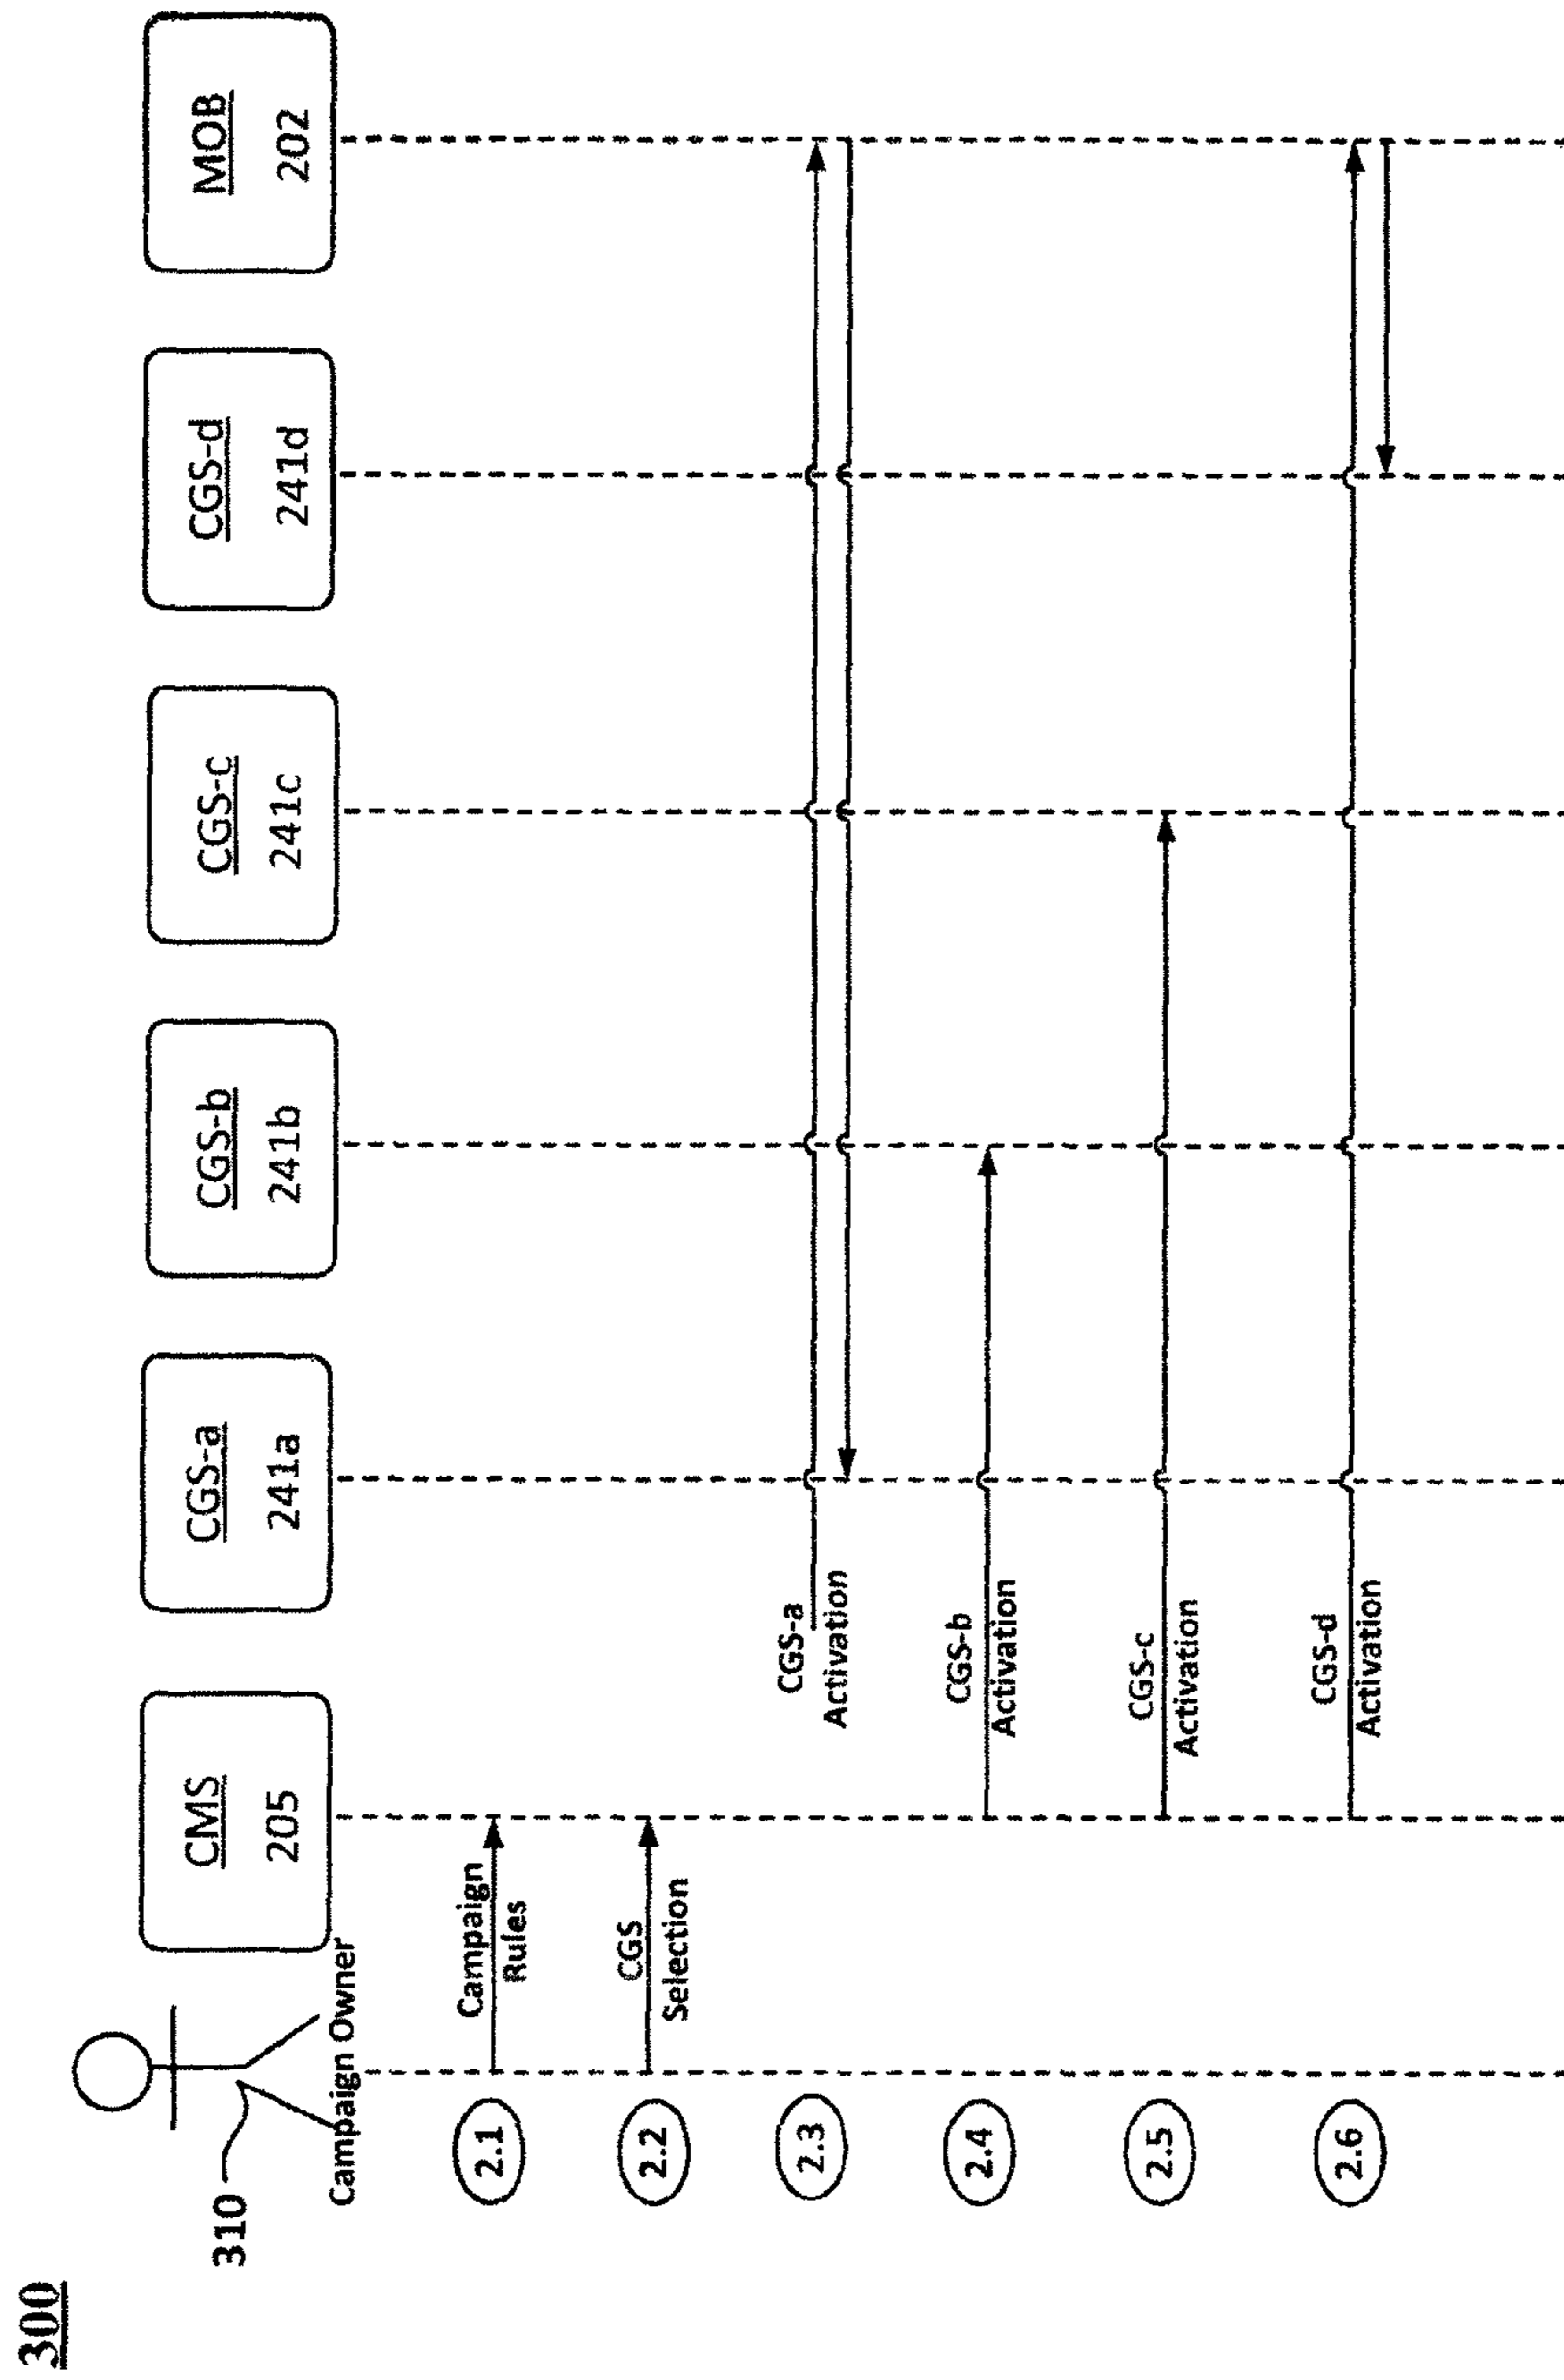 300
310
Campaign Owner
CMS
205
CGS-a
241a
CGS-b
241b
CGS-c
241c
CGS-d
241d
MOB
202
2.1
Campaign
Rules
2.2
CGS
Selection
2.3
CGS-a
Activation
2.4
CGS-b
Activation
2.5
CGS-c
Activation
2.6
CGS-d
Activation